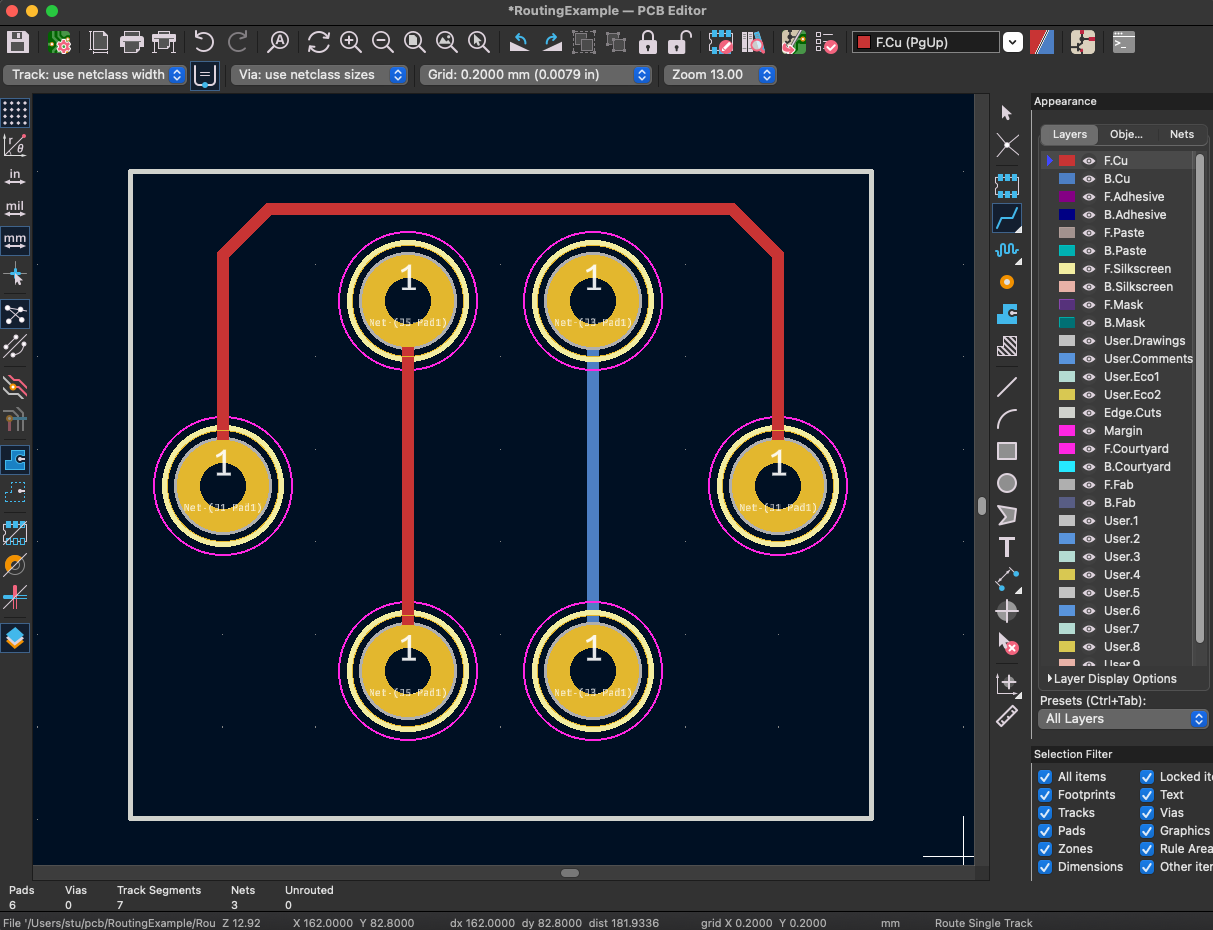 *RoutingExample — PCB Editor
F.Cu (PgUp)
Track: use netclass width
Via: use netclass sizes
Grid: 0.2000 mm (0.0079 in)
Zoom 13.00
in
mil
mm
Appearance
Layers Obje... Nets
F.Cu
B.Cu
F.Adhesive
B.Adhesive
F.Paste
B.Paste
F.Silkscreen
B.Silkscreen
F.Mask
B.Mask
User.Drawings
User.Comments
User.Eco1
User.Eco2
Edge.Cuts
Margin
F.Courtyard
B.Courtyard
F.Fab
B.Fab
User.1
User.2
User.3
User.4
User.5
User.6
User.7
User.8
User.9
Layer Display Options
Presets (Ctrl+Tab):
All Layers
Selection Filter
All items Locked ite
Footprints Text
Tracks Vias
Pads Graphics
Zones Rule Area
Dimensions Other item
1 1
Net-(J5-Pad1) Net-(J3-Pad1)
1 1
Net-(J1-Pad1) Net-(J1-Pad1)
1 1
Net-(J5-Pad1) Net-(J3-Pad1)
Pads Vias Track Segments Nets Unrouted
6 0 7 3 0
File '/Users/stu/pcb/RoutingExample/Rou Z 12.92 X 162.0000 Y 82.8000 dx 162.0000 dy 82.8000 dist 181.9336 grid X 0.2000 Y 0.2000 mm Route Single Track